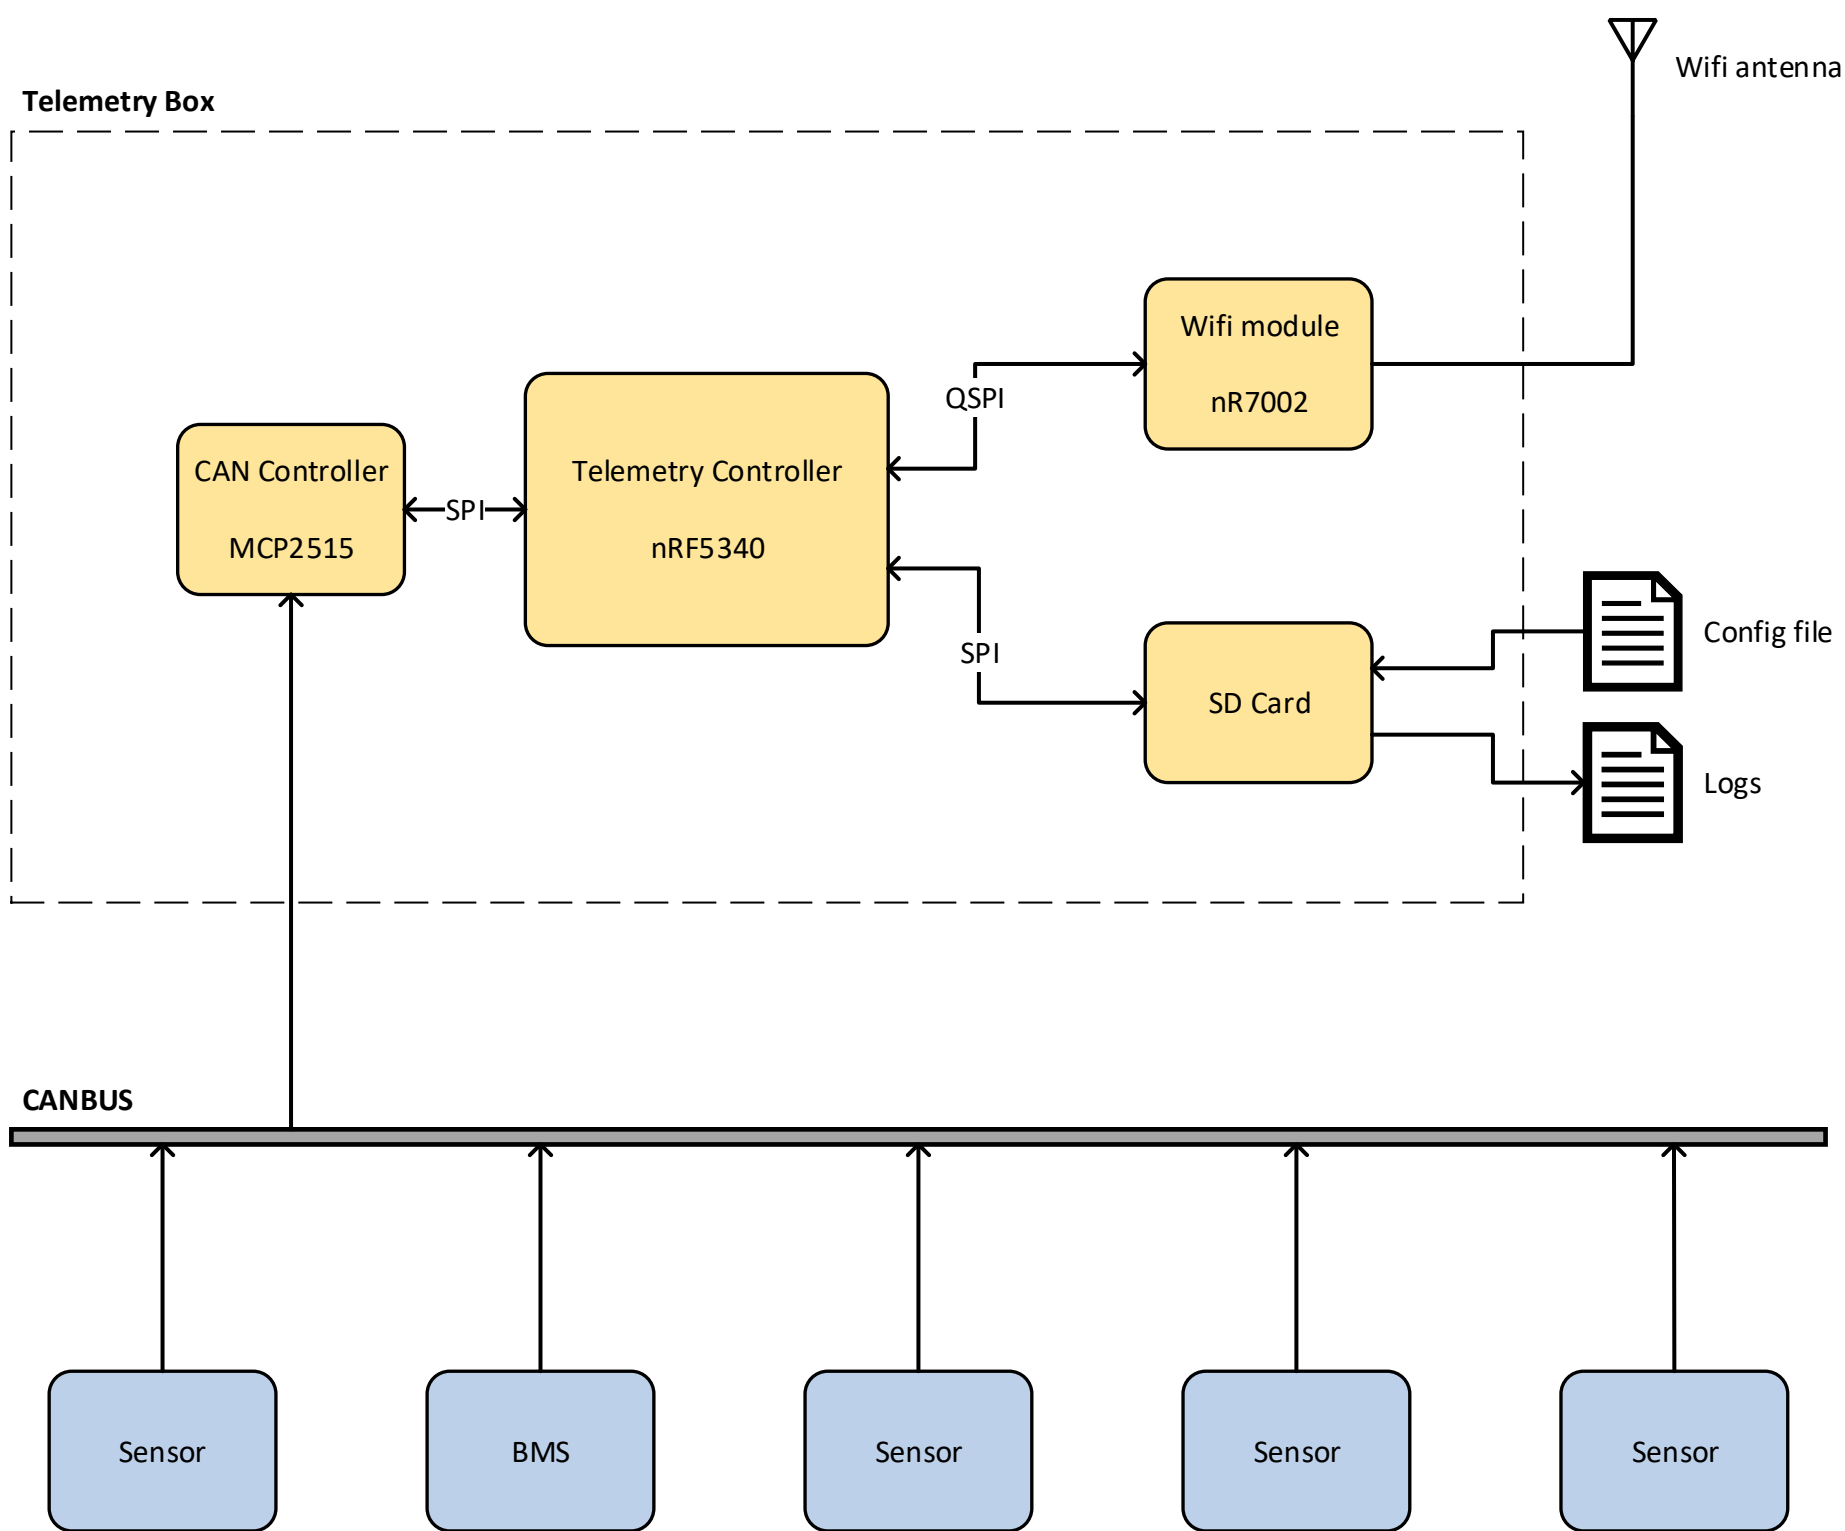 Wifi antenna
Telemetry Box
Wifi module
nR7002
QSPI
CAN Controller
MCP2515
SPI
Telemetry Controller
nRF5340
SPI
SD Card
Config file
Logs
CANBUS
Sensor
BMS
Sensor
Sensor
Sensor